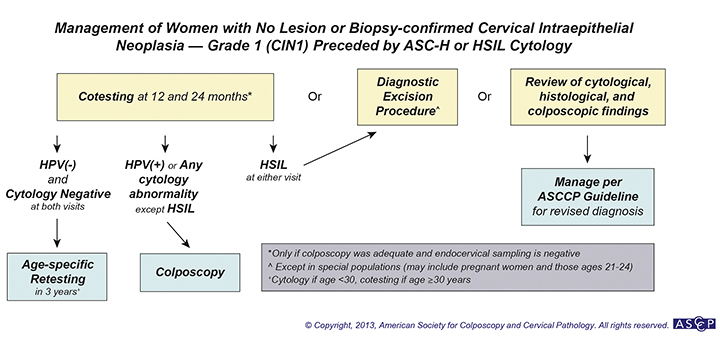 Management of Women with No Lesion or Biopsy-confirmed Cervical Intraepithelial
Neoplasia — Grade 1 (CIN1) Preceded by ASC-H or HSIL Cytology
Cotesting at 12 and 24 months*
Or
Diagnostic
Excision
Procedure^
Or
Review of cytological,
histological, and
colposcopic findings
HPV(-)
and
Cytology Negative
at both visits
HPV(+) or Any
cytology
abnormality
except HSIL
HSIL
at either visit
Manage per
ASCCP Guideline
for revised diagnosis
Age-specific
Retesting
in 3 years⁺
Colposcopy
*Only if colposcopy was adequate and endocervical sampling is negative
^ Except in special populations (may include pregnant women and those ages 21-24)
⁺Cytology if age <30, cotesting if age ≥30 years
© Copyright, 2013, American Society for Colposcopy and Cervical Pathology. All rights reserved.
ASCCP